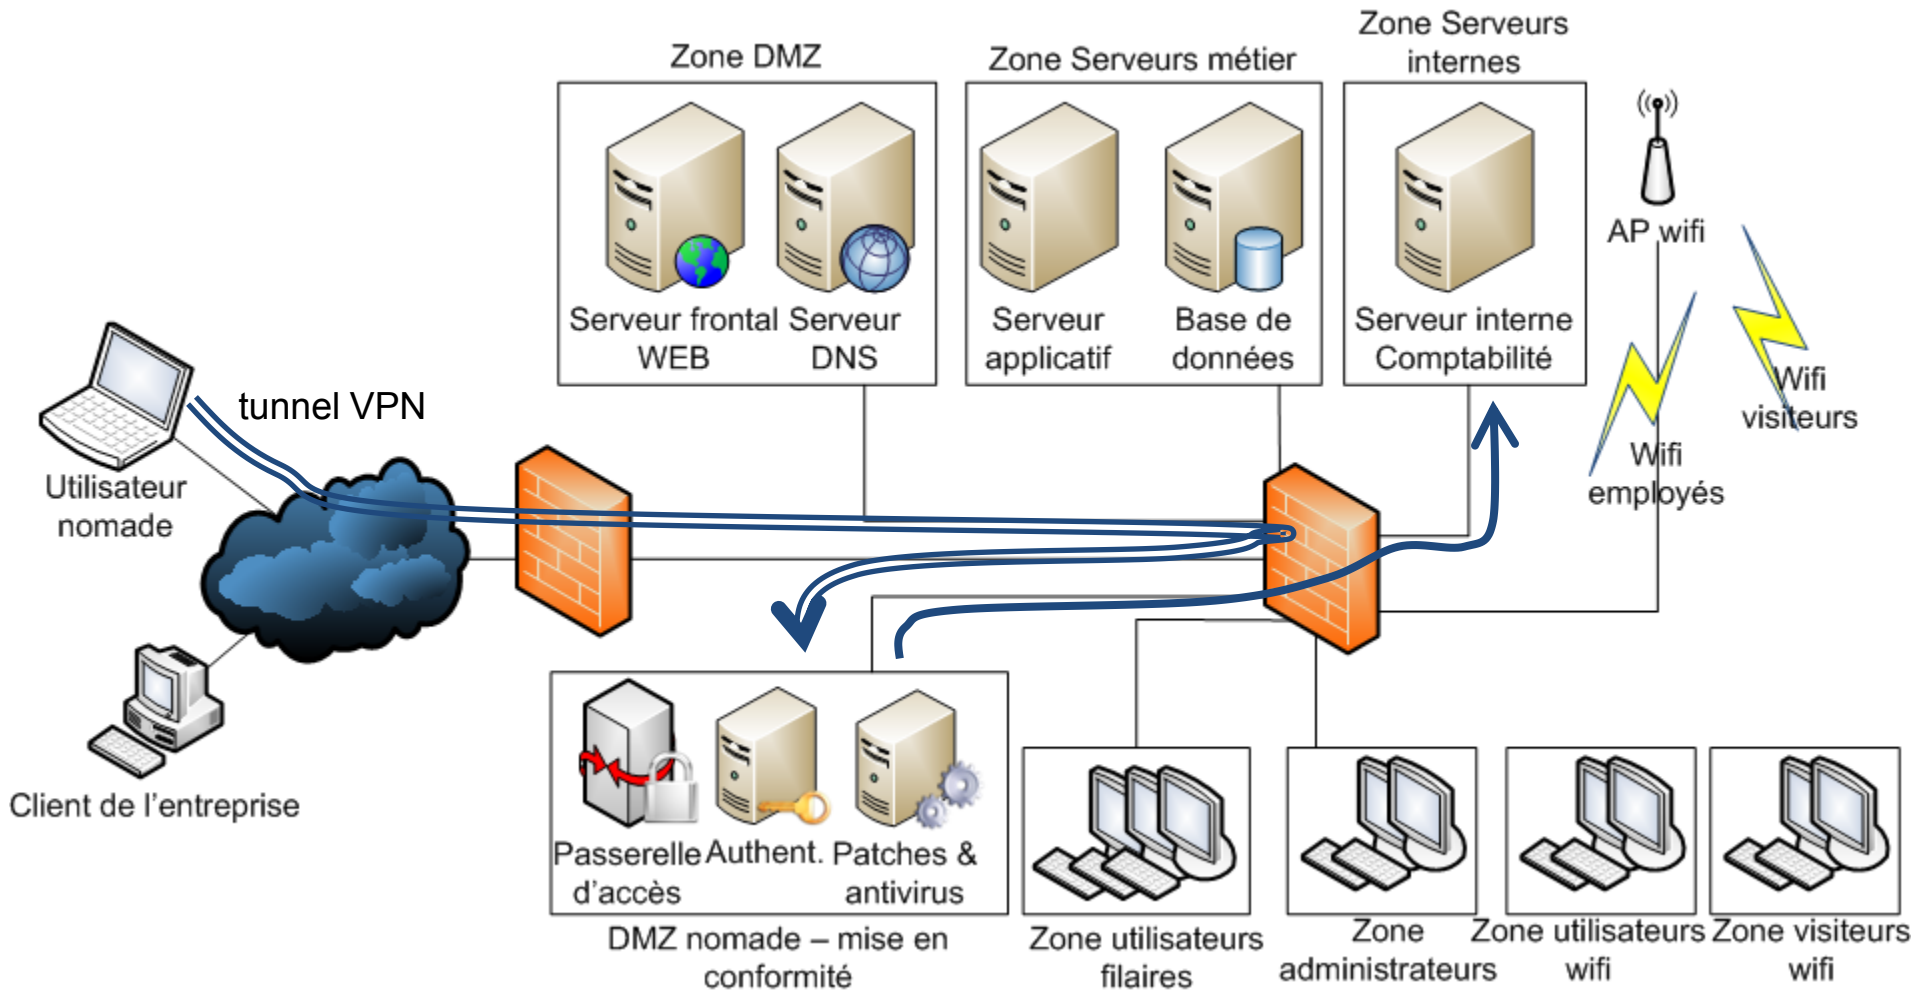 Zone DMZ
Zone Serveurs métier
Zone Serveurs
internes
Serveur frontal
WEB
Serveur
DNS
Serveur
applicatif
Base de
données
Serveur interne
Comptabilité
AP wifi
Wifi
visiteurs
Wifi
employés
tunnel VPN
Utilisateur
nomade
Client de l'entreprise
Passerelle
d'accès
Authent.
Patches &
antivirus
DMZ nomade – mise en
conformité
Zone utilisateurs
filaires
Zone
administrateurs
Zone utilisateurs
wifi
Zone visiteurs
wifi